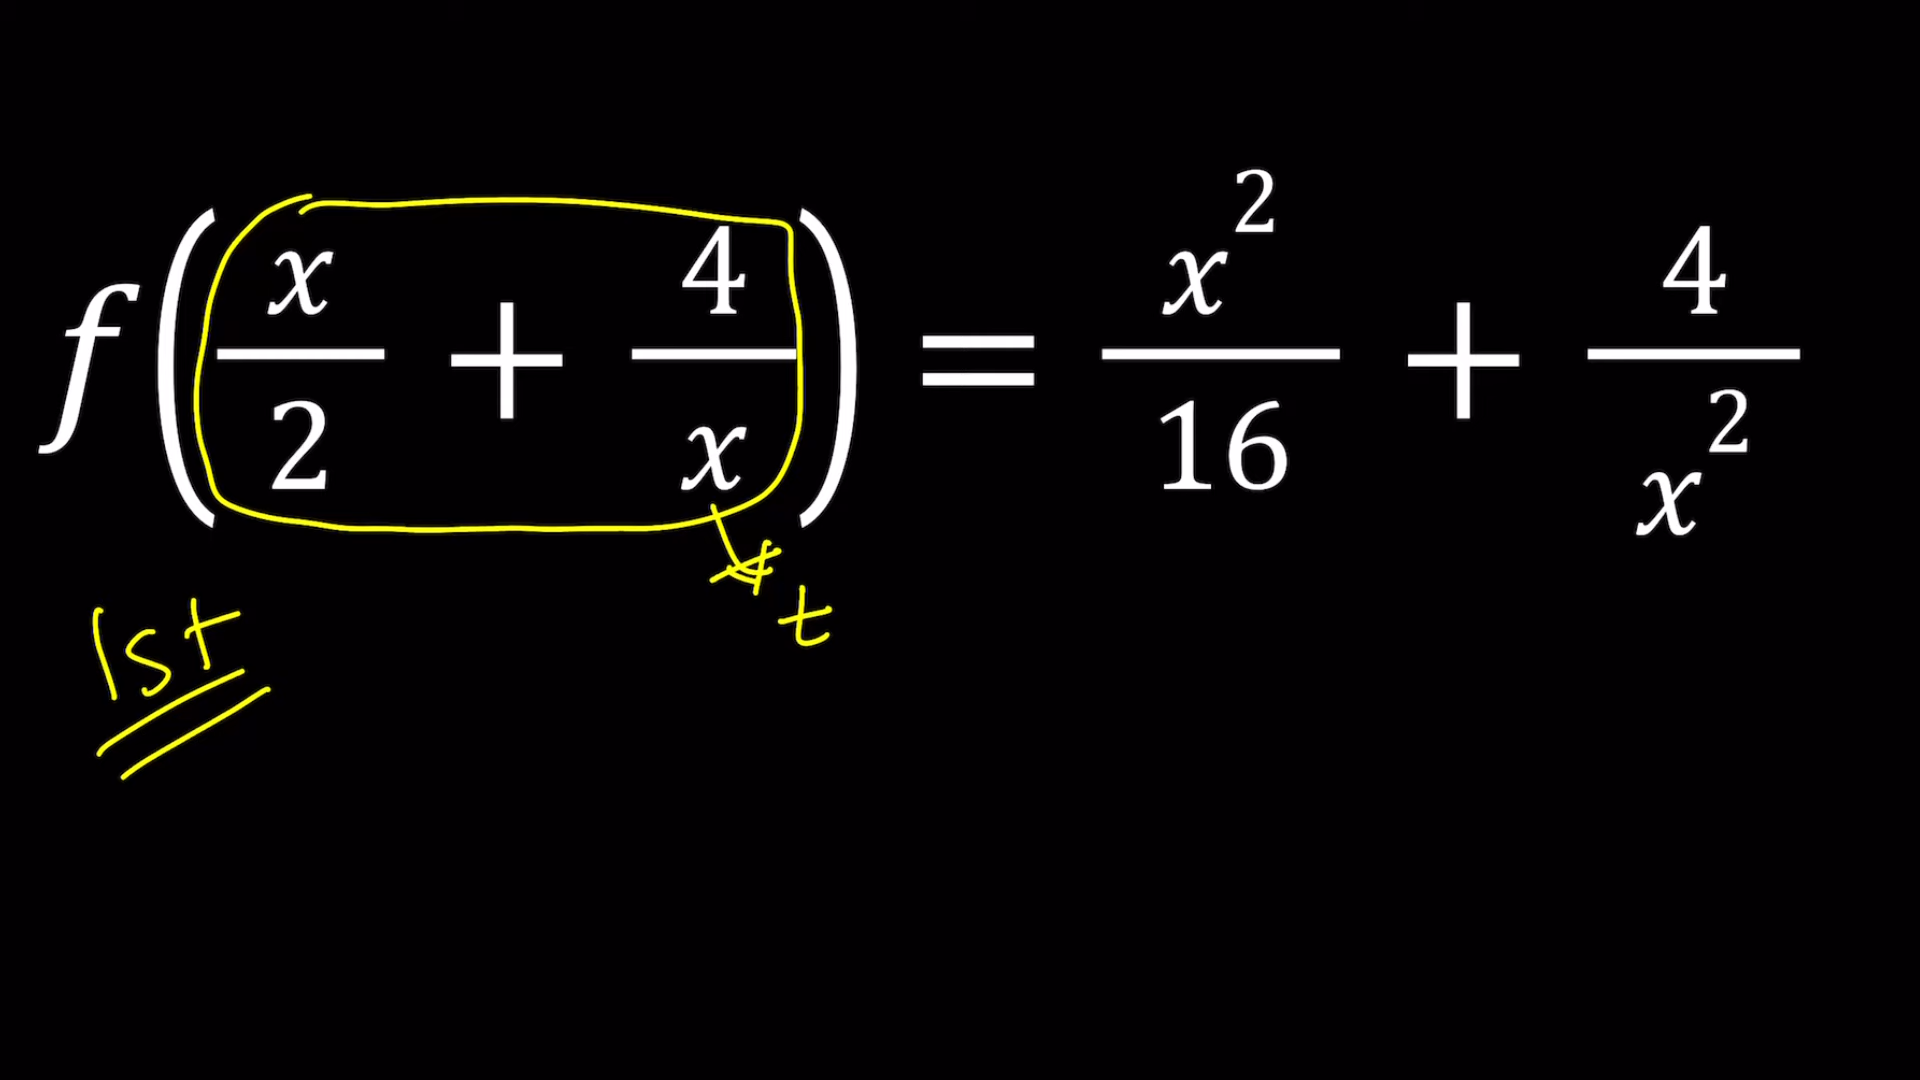 f(x/2 + 4/x) = x²/16 + 4/x²
t
1st